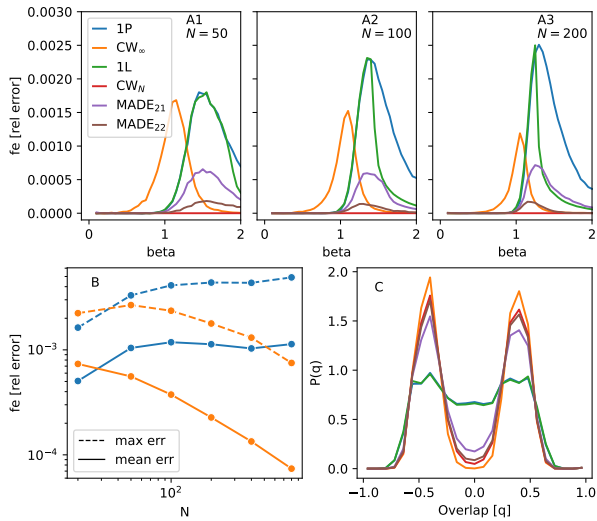 A1
N = 50
A2
N = 100
A3
N = 200
0.0030
0.0025
0.0020
0.0015
0.0010
0.0005
0.0000
fe [rel error]
1P
CW∞
1L
CW_N
MADE₂₁
MADE₂₂
0 1 2
0 1 2
0 1 2
beta
beta
beta
B
10⁻³
10⁻⁴
fe [rel error]
max err
mean err
10²
N
C
2.0
1.5
1.0
0.5
0.0
P(q)
−1.0 −0.5 0.0 0.5 1.0
Overlap [q]